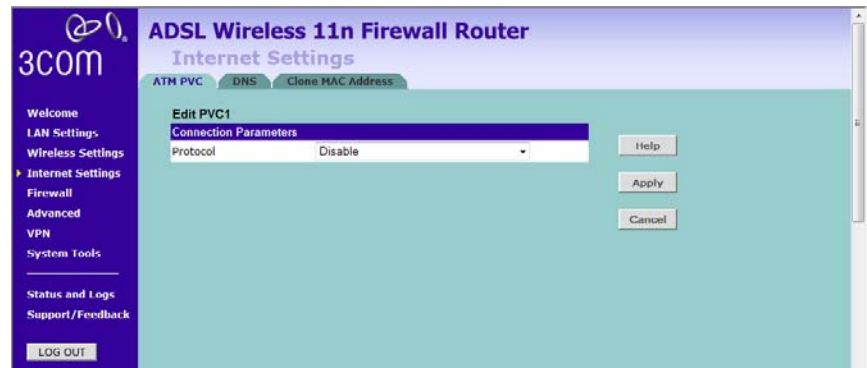 3COM
ADSL Wireless 11n Firewall Router
Internet Settings
ATM PVC
DNS
Clone MAC Address
Welcome
LAN Settings
Wireless Settings
Internet Settings
Firewall
Advanced
VPN
System Tools
Status and Logs
Support/Feedback
LOG OUT
Edit PVC1
Connection Parameters
Protocol Disable
Help
Apply
Cancel